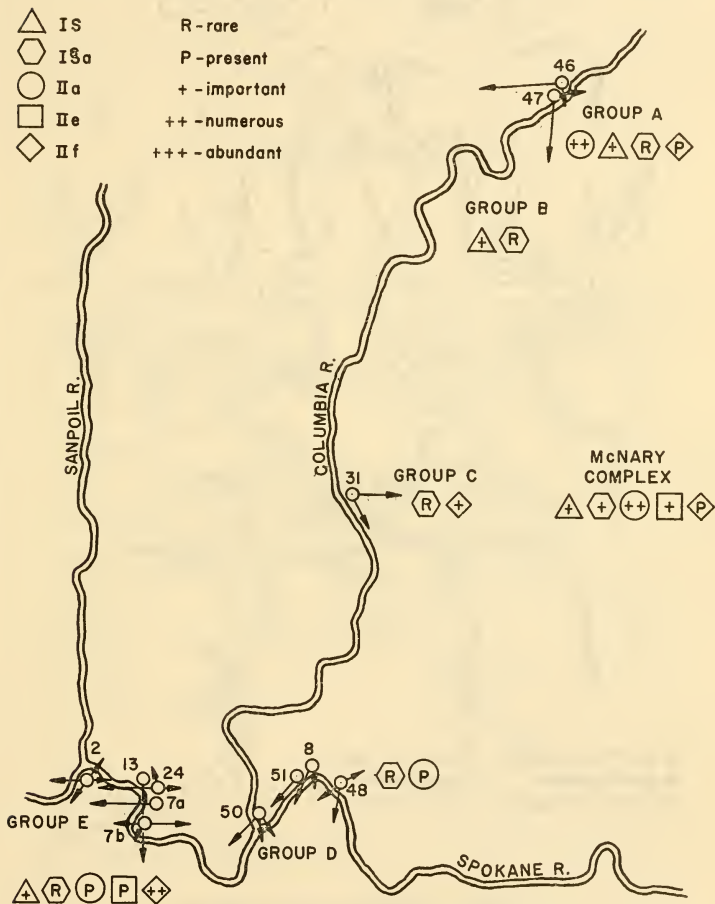 IS R-rare
ISa P-present
IIa +-important
IIe ++-numerous
IIf +++-abundant
46
47
GROUP A
++ + R P
GROUP B
+ R
SANPOIL R.
COLUMBIA R.
31
GROUP C
R +
McNARY
COMPLEX
+ + ++ + P
2
13
24
7a
7b
GROUP E
+ R P P ++
51
8
48
R P
50
GROUP D
SPOKANE R.